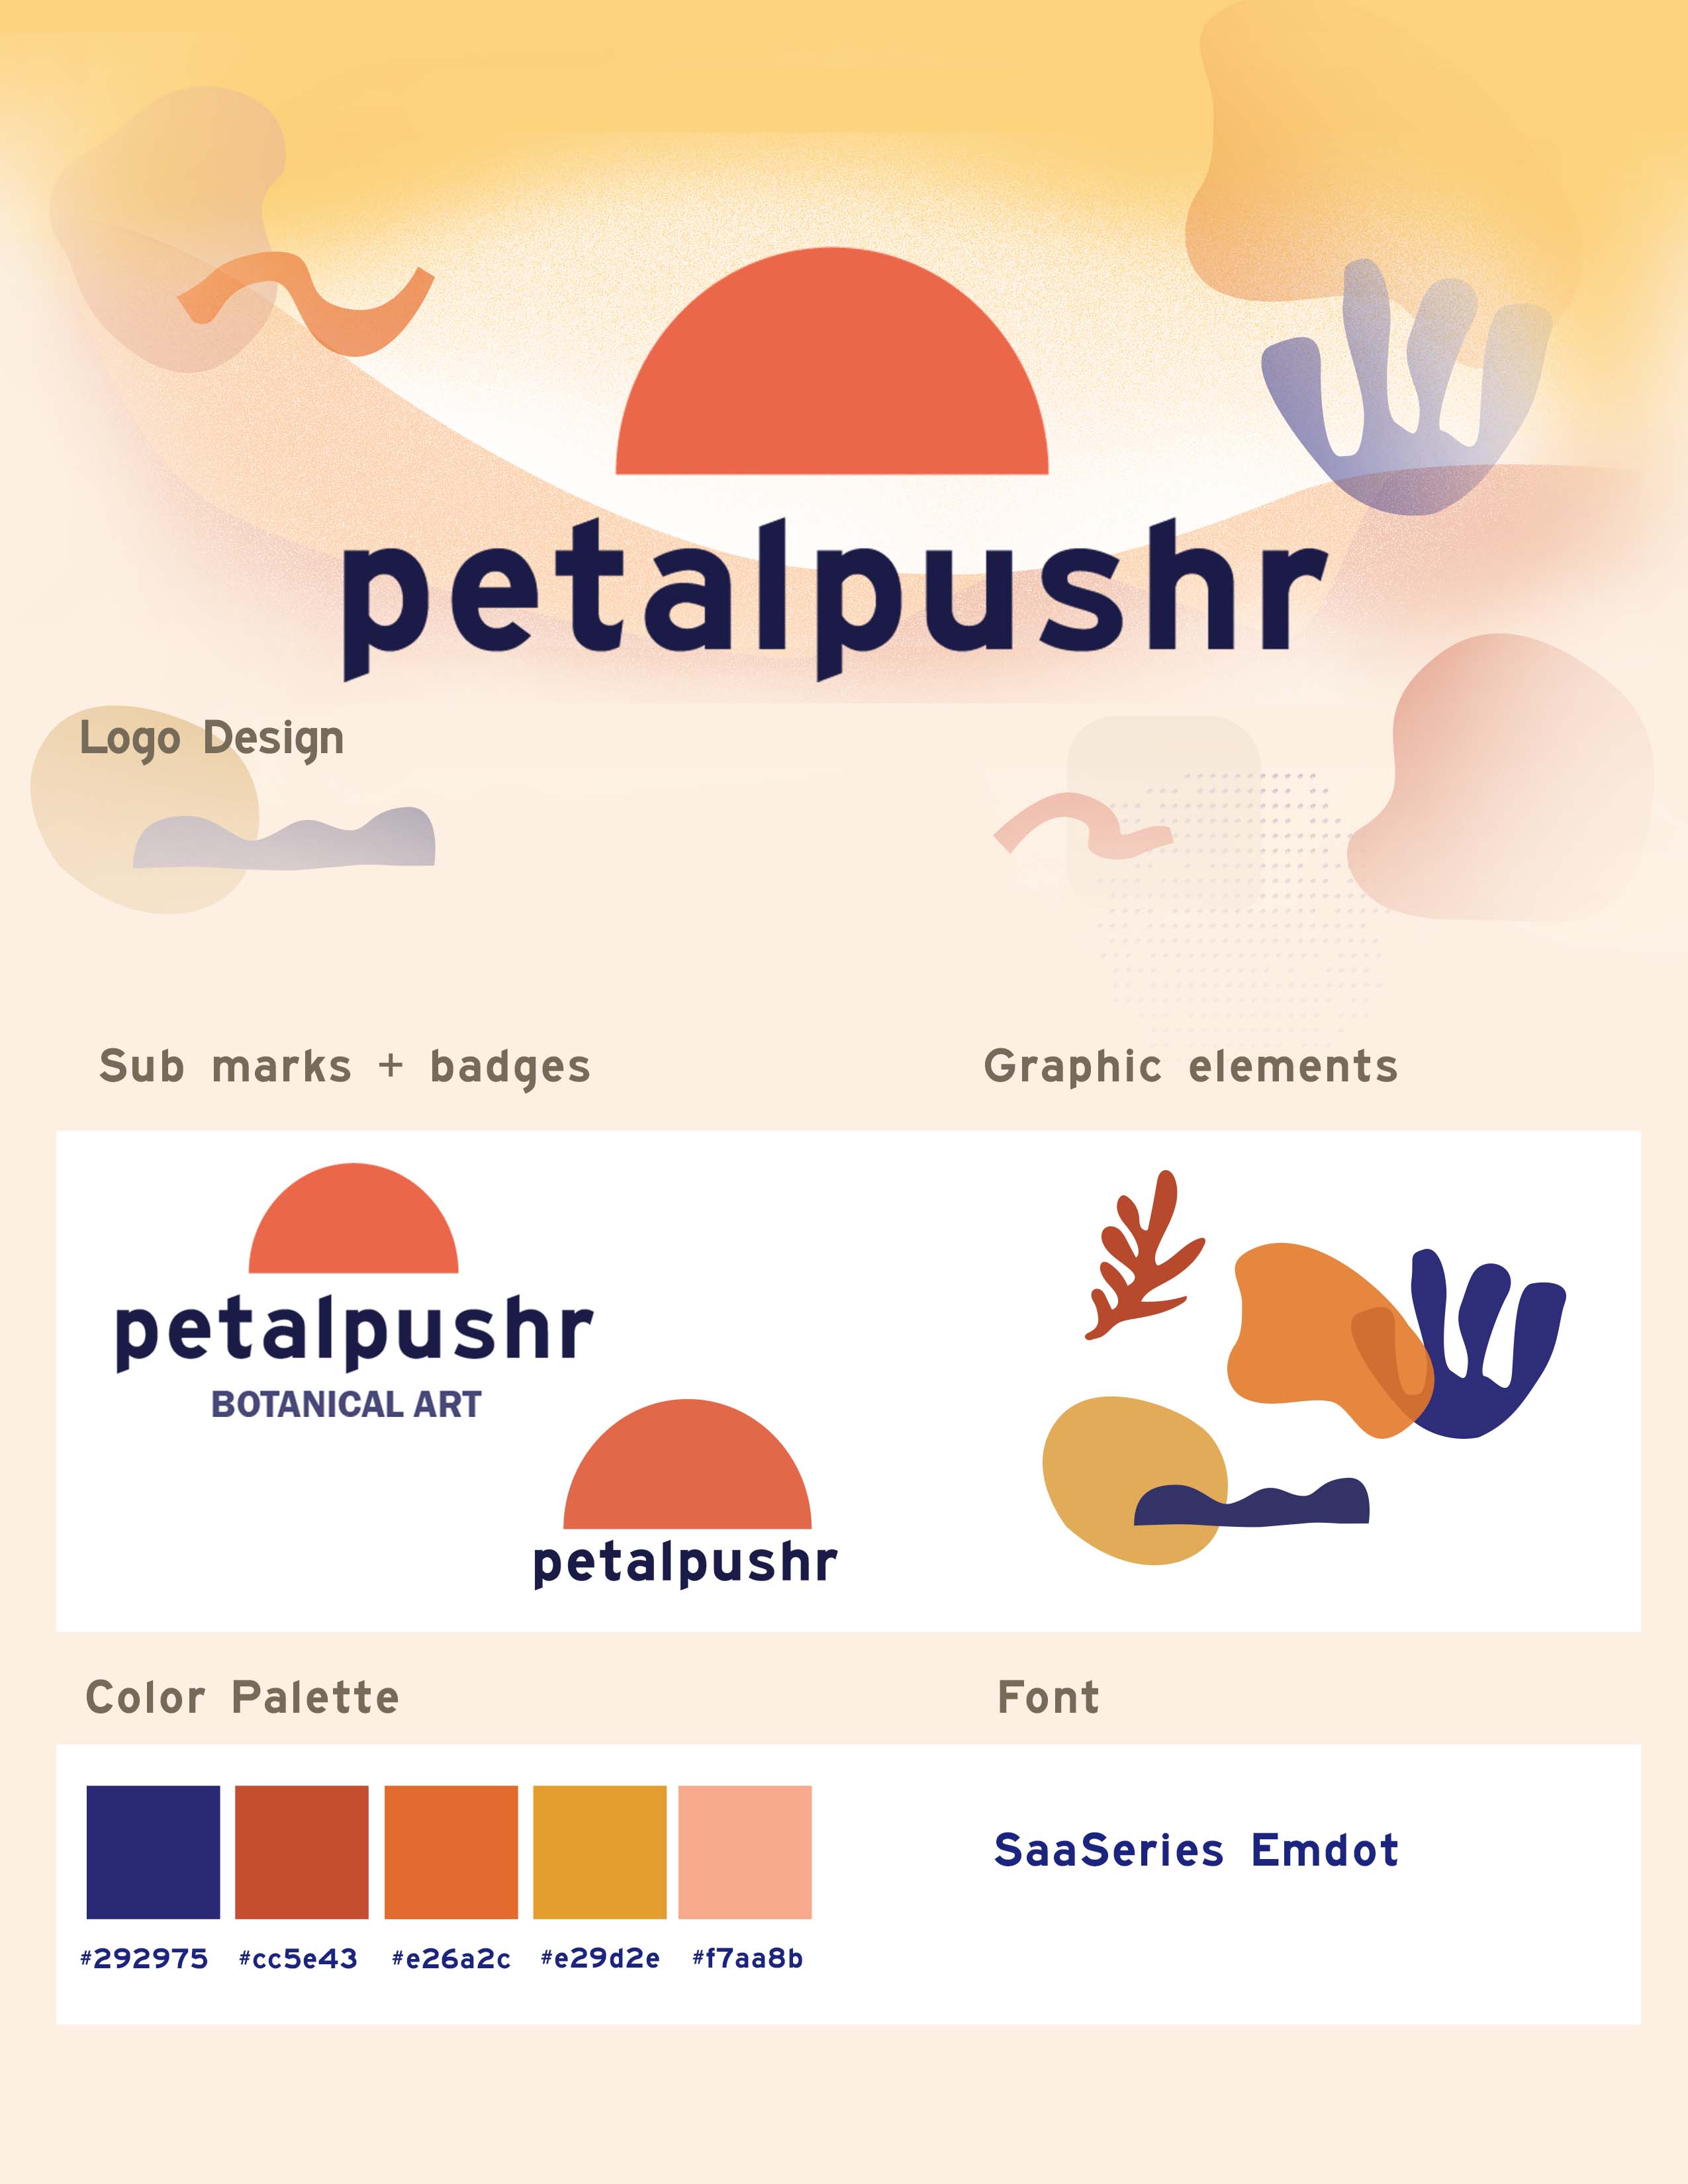 petalpushr
Logo Design
Sub marks + badges
Graphic elements
petalpushr
BOTANICAL ART
petalpushr
Color Palette
Font
SaaSeries Emdot
#292975 #cc5e43 #e26a2c #e29d2e #f7aa8b